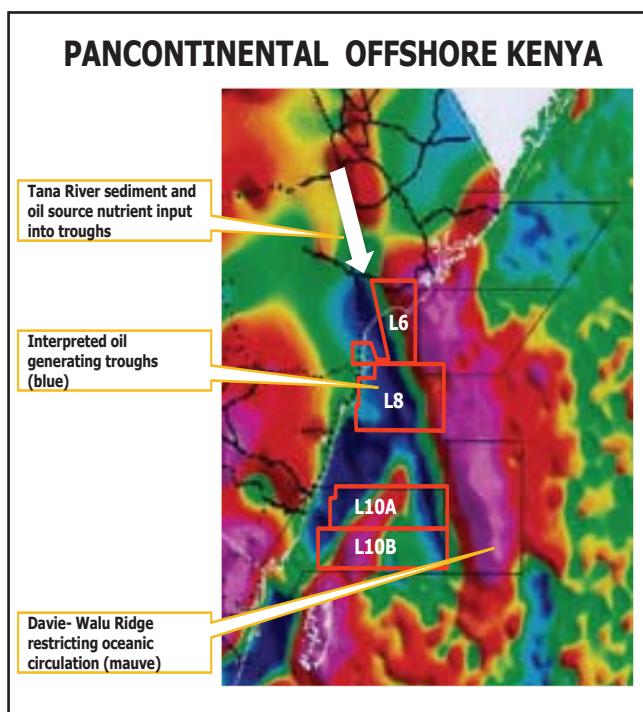 PANCONTINENTAL OFFSHORE KENYA
Tana River sediment and
oil source nutrient input
into troughs
Interpreted oil
generating troughs
(blue)
L6
L8
L10A
L10B
Davie- Walu Ridge
restricting oceanic
circulation (mauve)